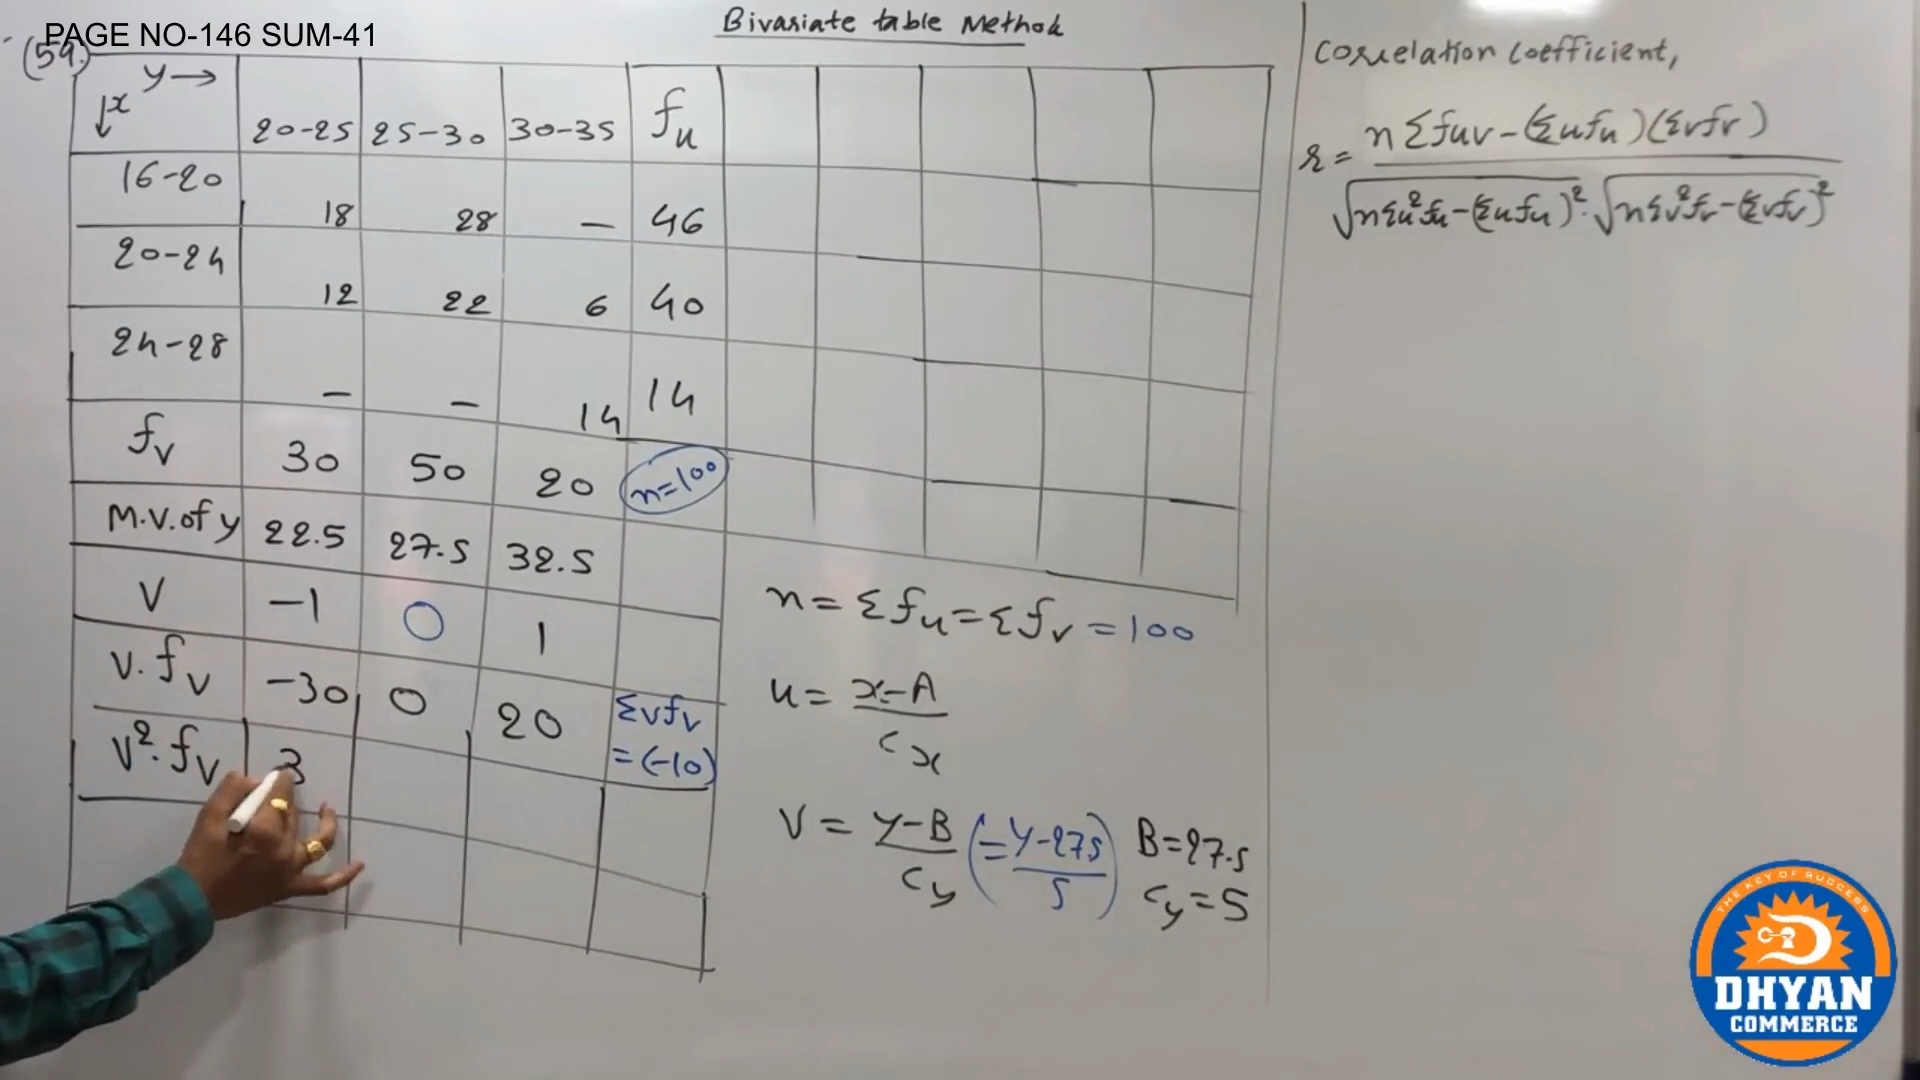 PAGE NO-146 SUM-41
Bivariate table Method
(59.)
y→
↓x
20-25 25-30 30-35 fu
16-20 18 28 — 46
20-24 12 22 6 40
24-28 — — 14 14
fv 30 50 20 n=100
M.V. of y 22.5 27.5 32.5
V -1 0 1
V.fv -30 0 20 Σvfv =(-10)
V².fv 3
n = Σfu = Σfv = 100
u = x-A / cx
V = y-B / cy (= y-27.5 / 5) B=27.5
cy=5
Correlation Coefficient,
r = nΣfuv-(Σufu)(Σvfv) / √nΣu²fu-(Σufu)² . √nΣv²fv-(Σvfv)²
THE KEY OF SUCCESS
DHYAN
COMMERCE